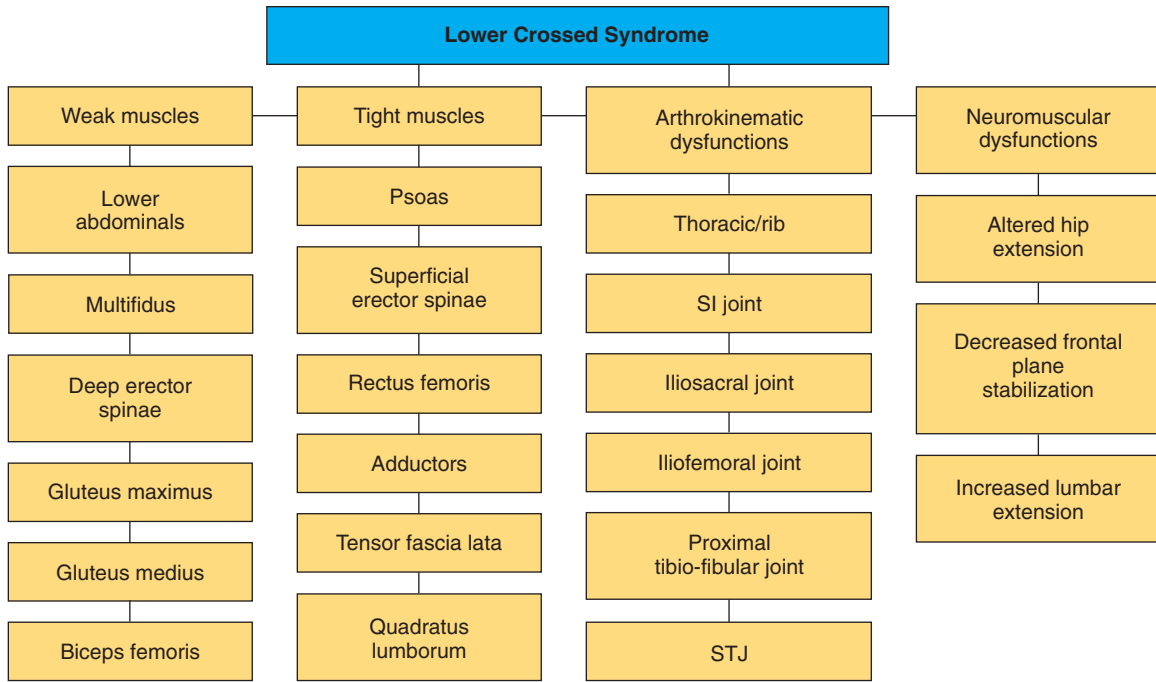 Lower Crossed Syndrome
Weak muscles
Lower
abdominals
Multifidus
Deep erector
spinae
Gluteus maximus
Gluteus medius
Biceps femoris
Tight muscles
Psoas
Superficial
erector spinae
Rectus femoris
Adductors
Tensor fascia lata
Quadratus
lumborum
Arthrokinematic
dysfunctions
Thoracic/rib
SI joint
Iliosacral joint
Iliofemoral joint
Proximal
tibio-fibular joint
STJ
Neuromuscular
dysfunctions
Altered hip
extension
Decreased frontal
plane
stabilization
Increased lumbar
extension